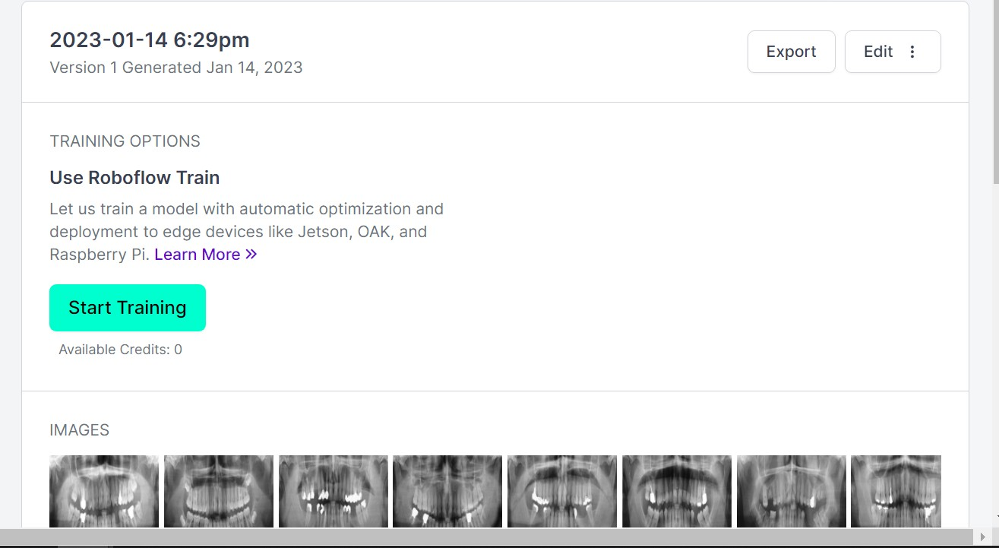 2023-01-14 6:29pm
Version 1 Generated Jan 14, 2023
Export
Edit
TRAINING OPTIONS
Use Roboflow Train
Let us train a model with automatic optimization and
deployment to edge devices like Jetson, OAK, and
Raspberry Pi. Learn More »
Start Training
Available Credits: 0
IMAGES